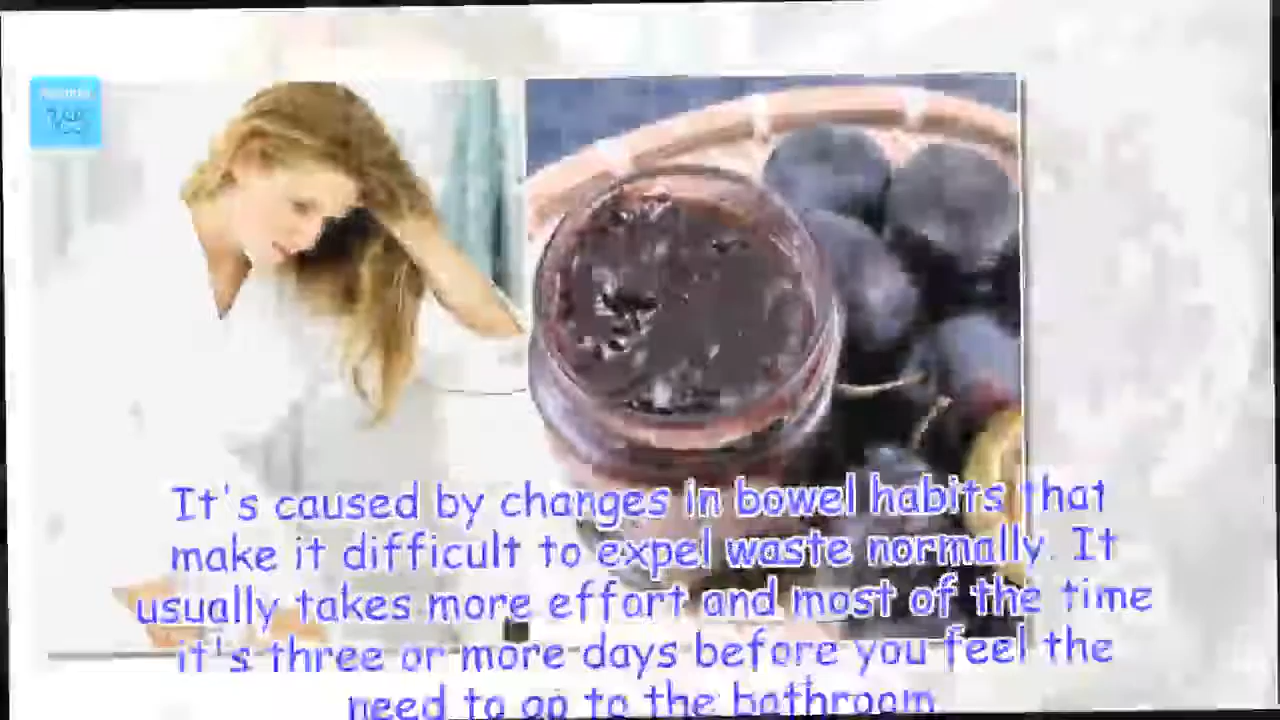 It's caused by changes in bowel habits that
make it difficult to expel waste normally. It
usually takes more effort and most of the time
it's three or more days before you feel the
need to go to the bathroom.